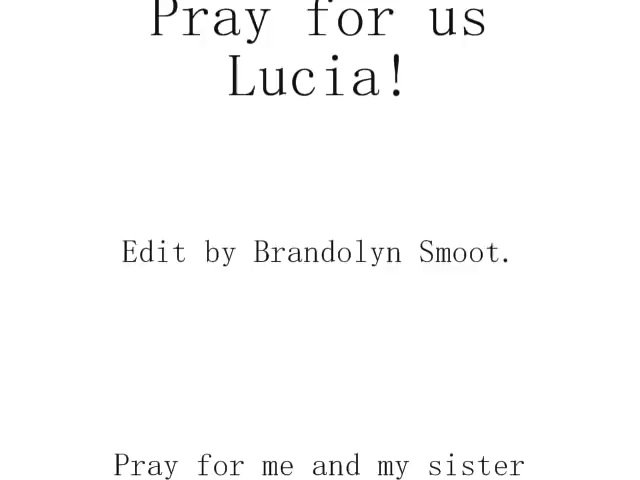 Pray for us
Lucia!
Edit by Brandolyn Smoot.
Pray for me and my sister